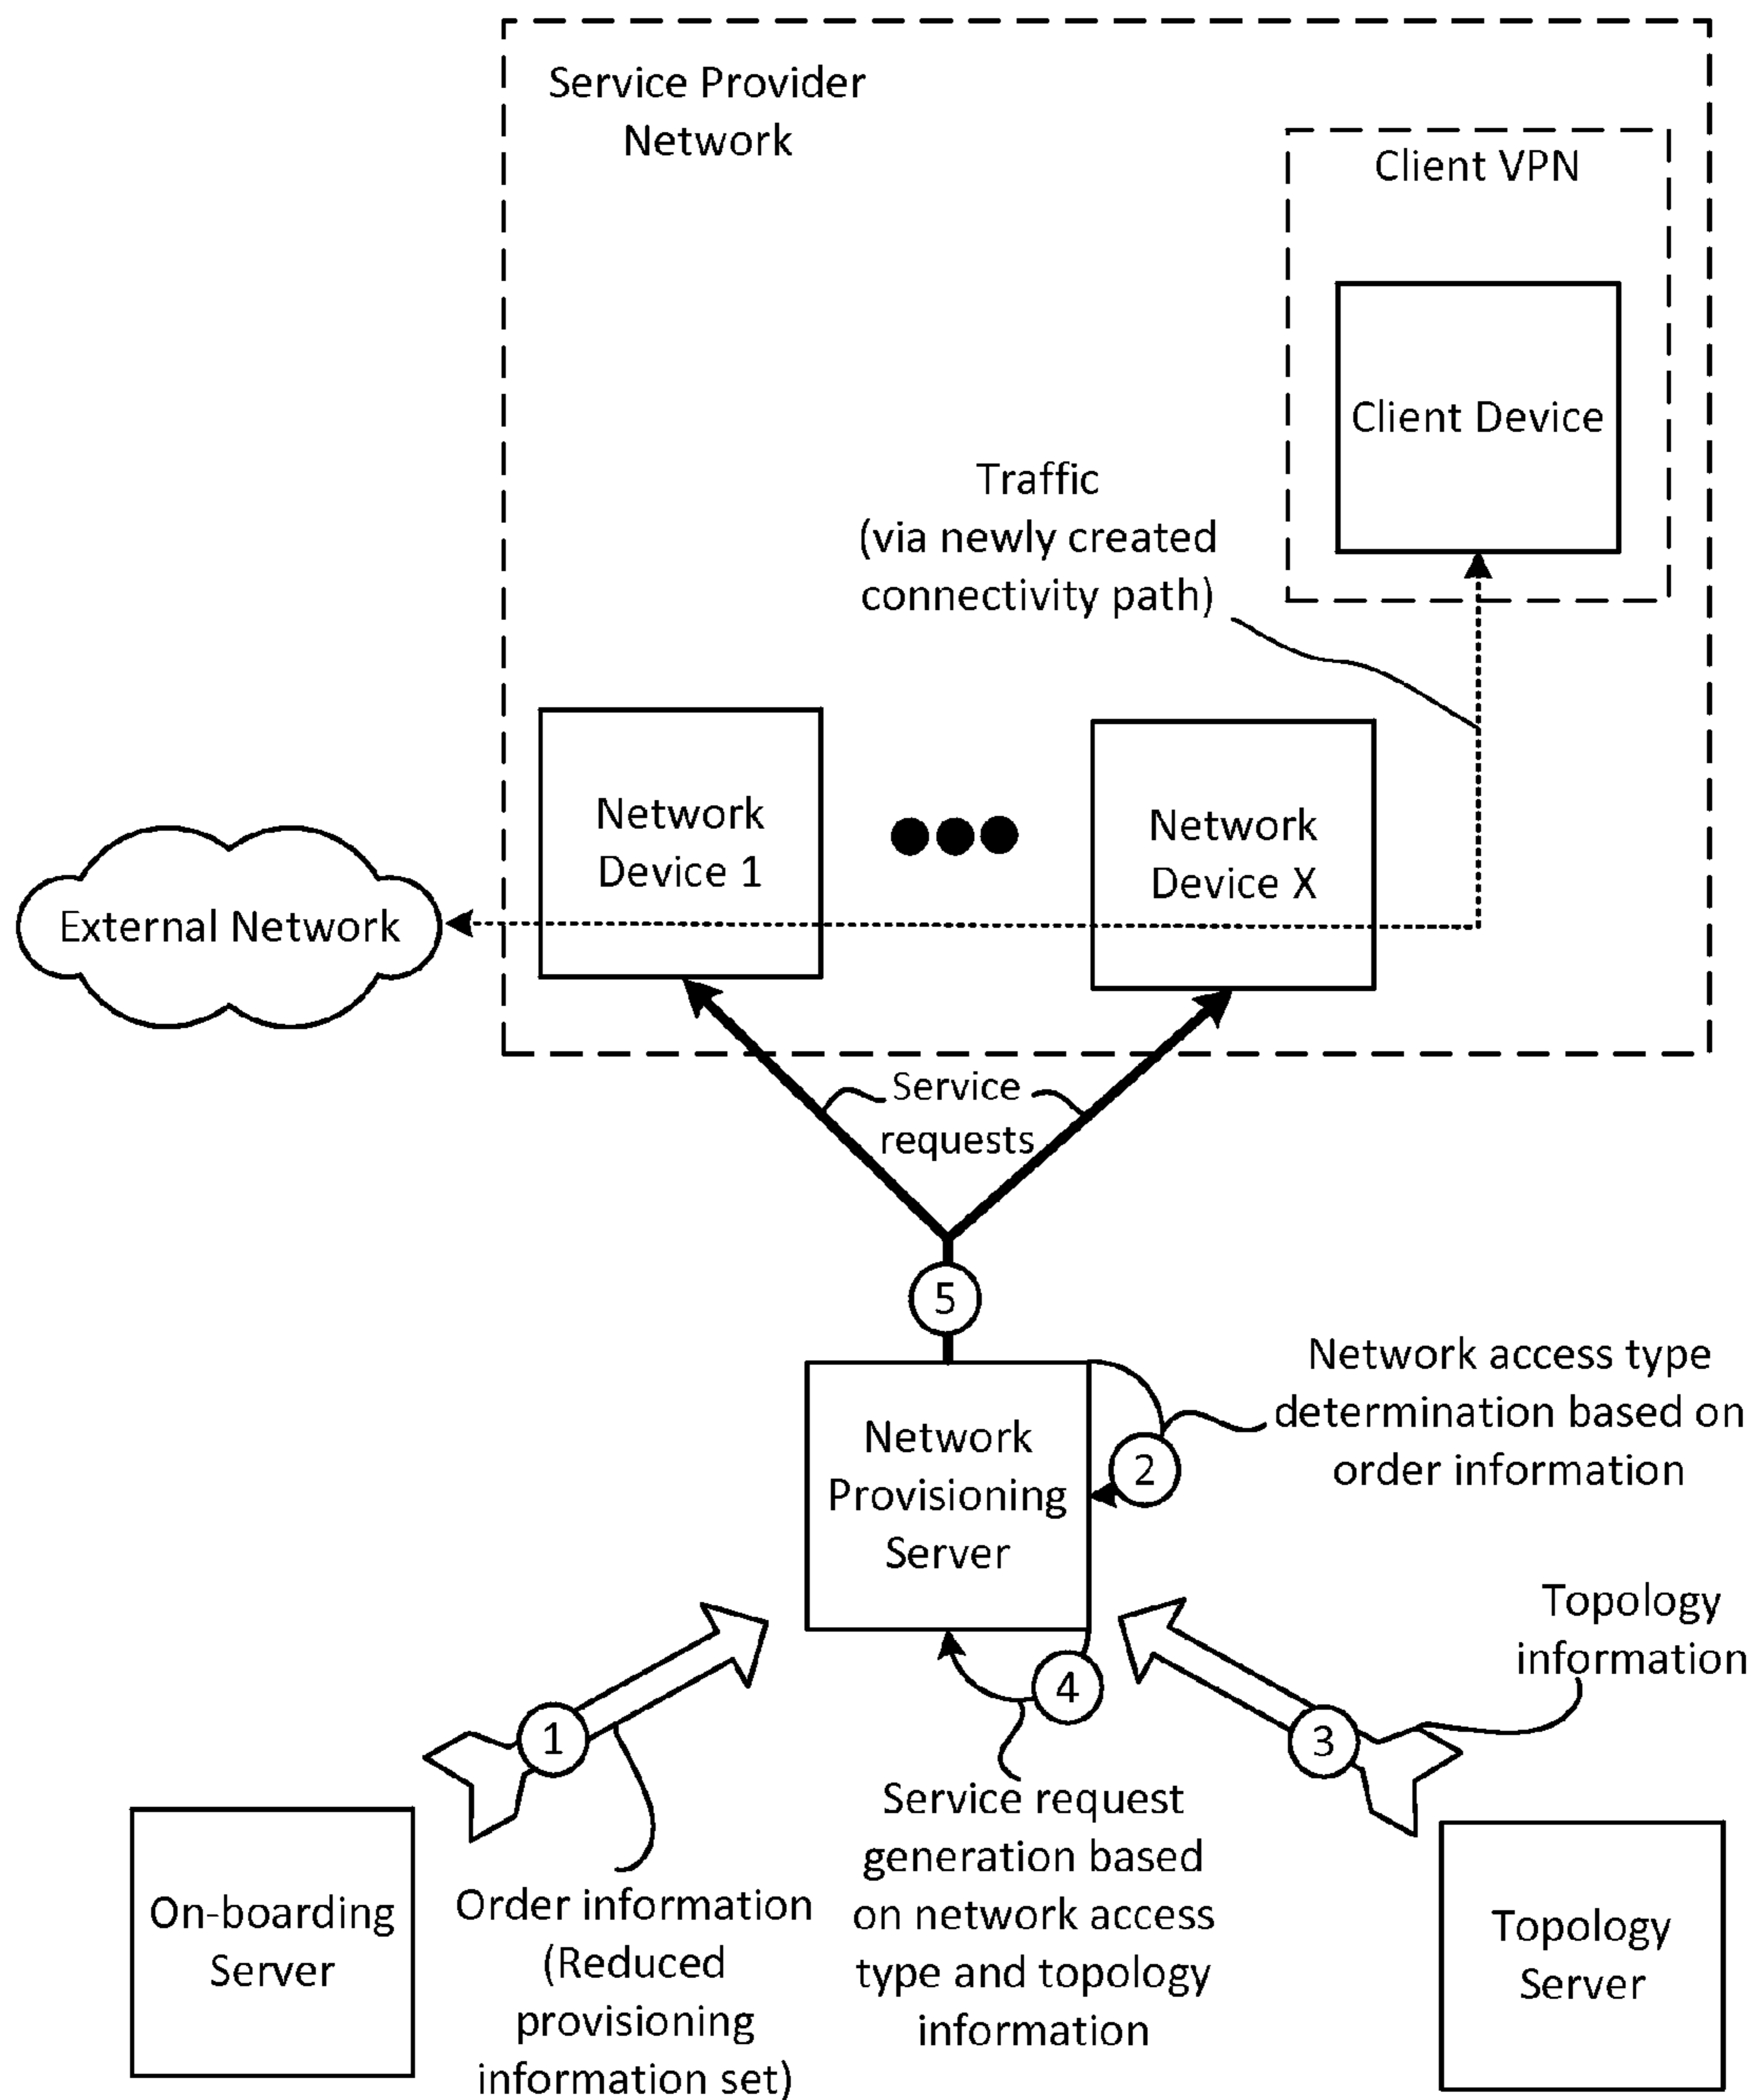 Service Provider
Network
Client VPN
Client Device
Traffic
(via newly created
connectivity path)
Network
Device 1
Network
Device X
External Network
Service
requests
5
Network access type
determination based on
order information
Network
Provisioning
Server
2
Topology
information
4
1
3
Service request
generation based
on network access
type and topology
information
On-boarding
Server
Order information
(Reduced
provisioning
information set)
Topology
Server